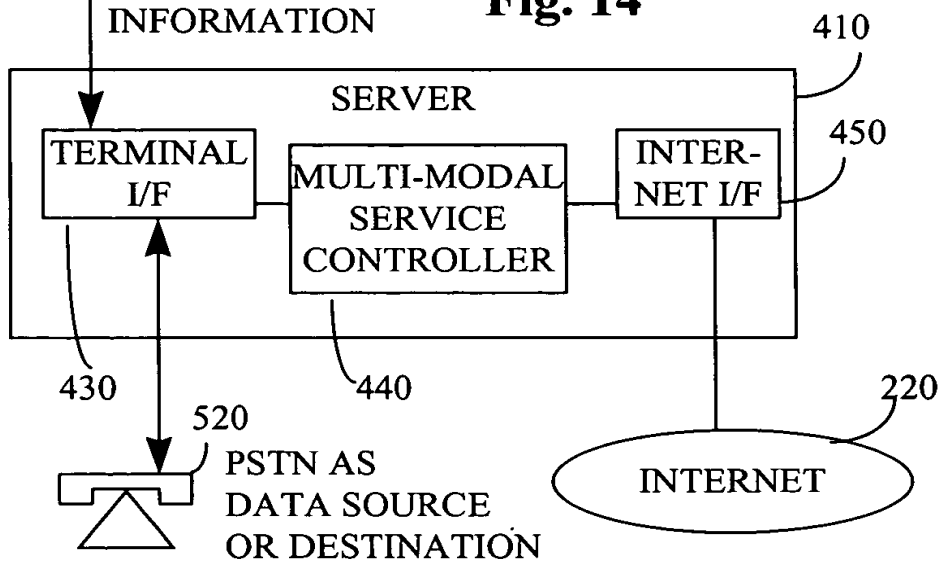 Fig. 14
INFORMATION
410
SERVER
450
TERMINAL
I/F
MULTI-MODAL
SERVICE
CONTROLLER
INTER-
NET I/F
430
440
220
520
PSTN AS
DATA SOURCE
OR DESTINATION
INTERNET